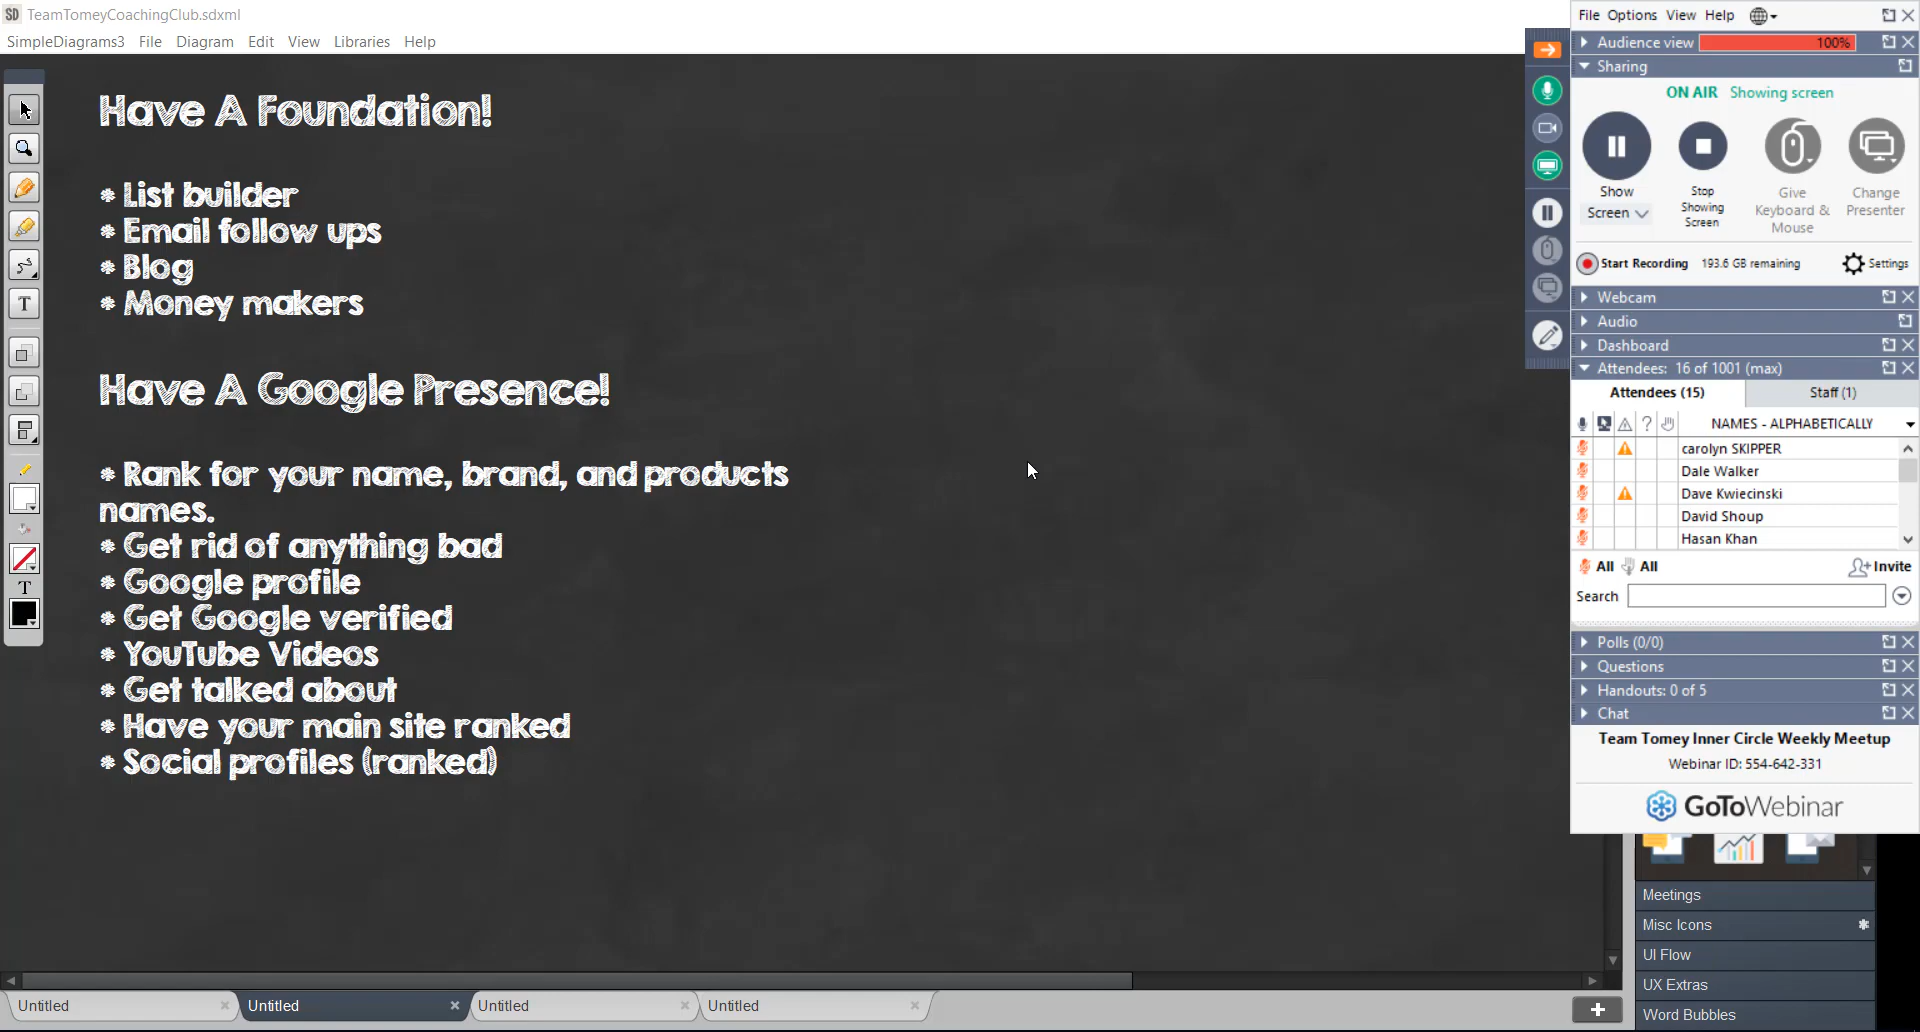 SD TeamTomeyCoachingClub.sdxml
SimpleDiagrams3 File Diagram Edit View Libraries Help
Have A Foundation!
* List builder
* Email follow ups
* Blog
* Money makers
Have A Google Presence!
* Rank for your name, brand, and products
names.
* Get rid of anything bad
* Google profile
* Get Google verified
* YouTube Videos
* Get talked about
* Have your main site ranked
* Social profiles (ranked)
T
T
Untitled
Untitled
Untitled
Untitled
File Options View Help
Audience view 100%
Sharing
ON AIR Showing screen
Show
Screen
Stop
Showing
Screen
Give
Keyboard &
Mouse
Change
Presenter
Start Recording 193.6 GB remaining Settings
Webcam
Audio
Dashboard
Attendees: 16 of 1001 (max)
Attendees (15) Staff (1)
? NAMES - ALPHABETICALLY
carolyn SKIPPER
Dale Walker
Dave Kwiecinski
David Shoup
Hasan Khan
All All Invite
Search
Polls (0/0)
Questions
Handouts: 0 of 5
Chat
Team Tomey Inner Circle Weekly Meetup
Webinar ID: 554-642-331
GoToWebinar
Meetings
Misc Icons *
UI Flow
UX Extras
Word Bubbles